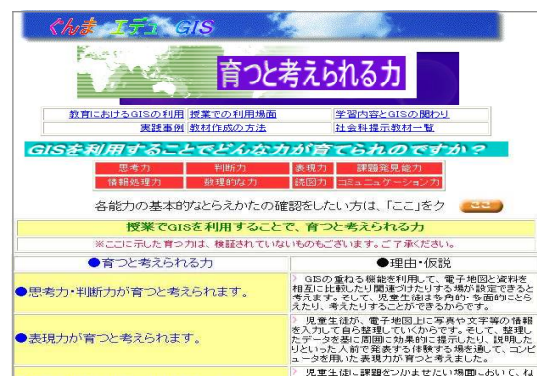 ぐんま エデュ GIS
育つと考えられる力
教育におけるGISの利用 授業での利用場面 学習内容とGISの関わり
実践事例 教材作成の方法 社会科提示教材一覧
GISを利用することでどんな力が育てられのですか?
思考力 判断力 表現力 課題発見能力
情報処理力 数理的な力 読図力 コミュニケーション力
各能力の基本的なとらえかたの確認をしたい方は、「ここ」をク ここ
授業でGISを利用することで、育つと考えられる力
※ここに示した育つ力は、検証されていないものもございます。ご了承ください。
●育つと考えられる力 ●理由・仮説
GISの重ねる機能を利用して、電子地図と資料を
相互に比較したり関連づけたりする場が設定できると
考えます。そして、児童生徒は多角的・多面的にとら
えたり、考えたりすることができるからです。
●思考力・判断力が育つと考えられます。
児童生徒が、電子地図上に写真や文字等の情報
を入力して自ら整理していくからです。そして、整理し
たデータを基に周囲に効果的に提示したり、説明した
りといった人前で発表する体験する場を通して、コンピ
ュータを用いた表現力が育つと考えました。
●表現力が育つと考えられます。
児童生徒に課題をつかませたい場面において、ね